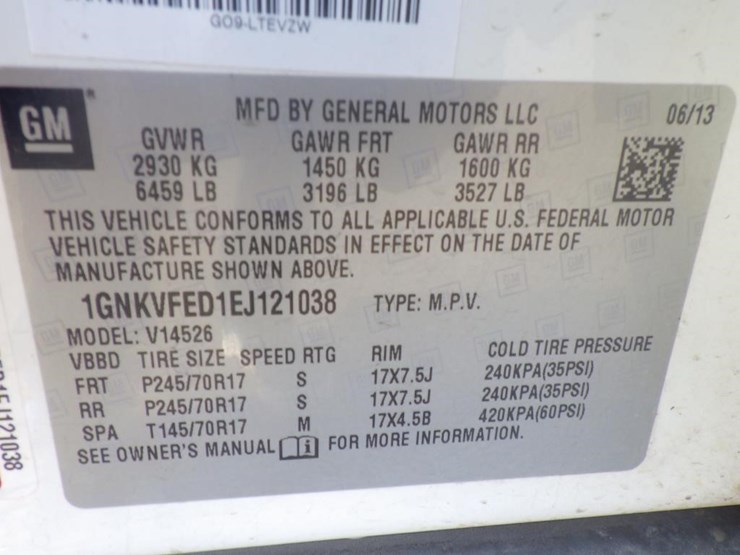 GO9-LTEVZW
GM®
MFD BY GENERAL MOTORS LLC 06/13
GVWR GAWR FRT GAWR RR
2930 KG 1450 KG 1600 KG
6459 LB 3196 LB 3527 LB
THIS VEHICLE CONFORMS TO ALL APPLICABLE U.S. FEDERAL MOTOR
VEHICLE SAFETY STANDARDS IN EFFECT ON THE DATE OF
MANUFACTURE SHOWN ABOVE.
1GNKVFED1EJ121038 TYPE: M.P.V.
MODEL: V14526
VBBD TIRE SIZE SPEED RTG RIM COLD TIRE PRESSURE
FRT P245/70R17 S 17X7.5J 240KPA(35PSI)
RR P245/70R17 S 17X7.5J 240KPA(35PSI)
SPA T145/70R17 M 17X4.5B 420KPA(60PSI)
SEE OWNER'S MANUAL i FOR MORE INFORMATION.
J121038